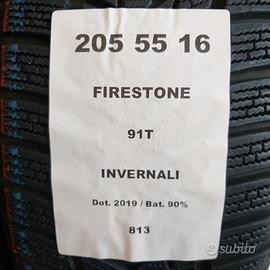 205 55 16
FIRESTONE
91T
INVERNALI
Dot. 2019 / Bat. 90%
813
subito